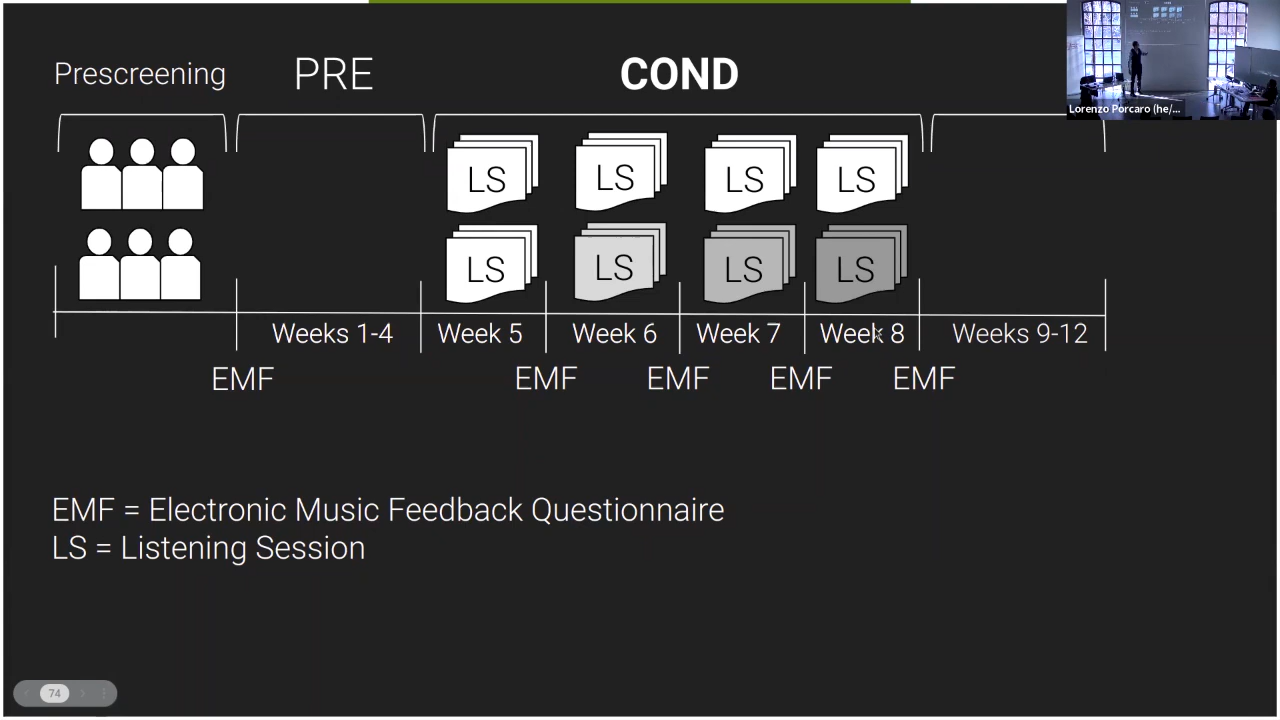 Prescreening PRE COND
Lorenzo Porcaro (he/...
LS LS LS LS
LS LS LS LS
Weeks 1-4 Week 5 Week 6 Week 7 Week 8 Weeks 9-12
EMF EMF EMF EMF EMF
EMF = Electronic Music Feedback Questionnaire
LS = Listening Session
74